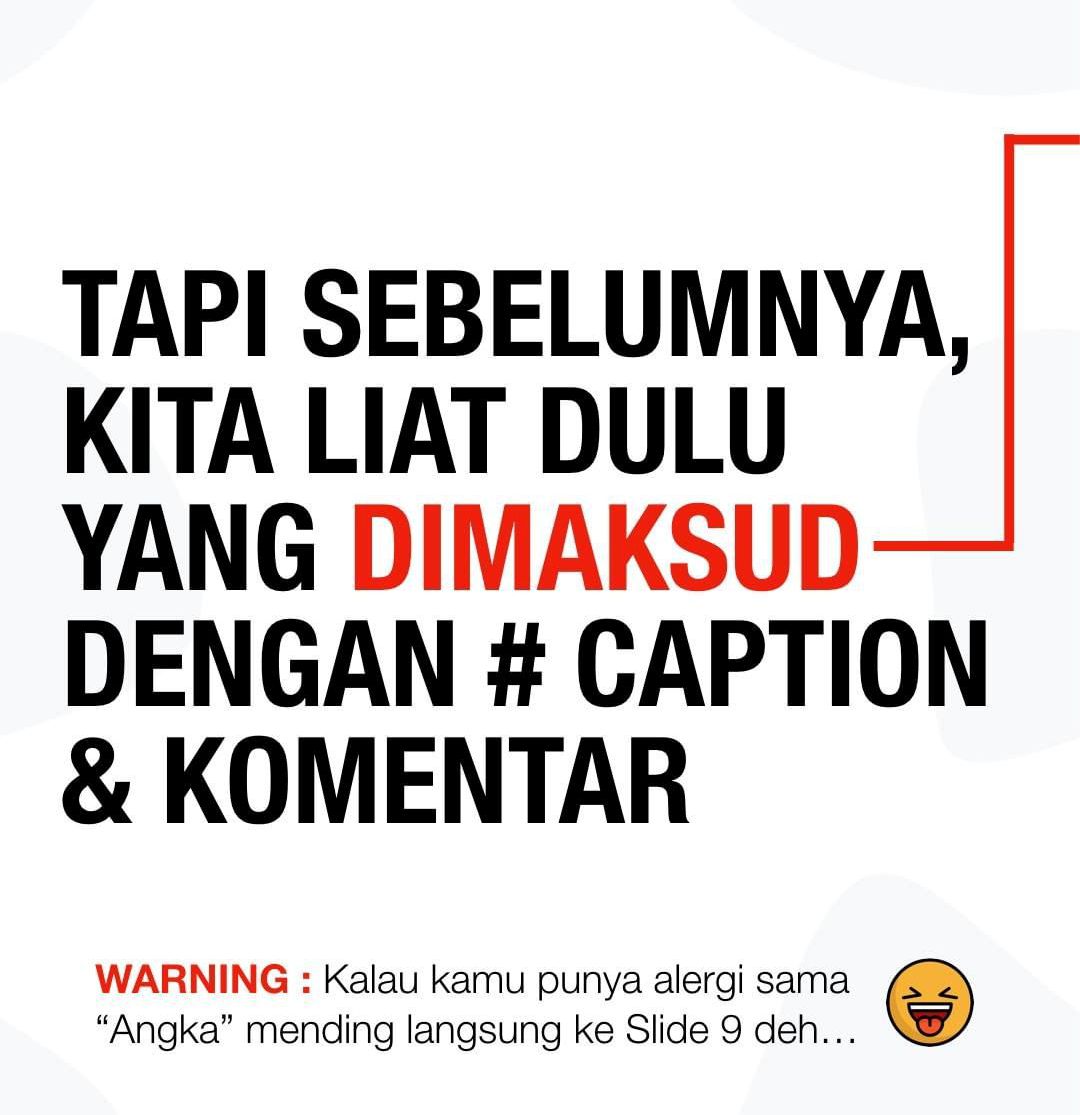 TAPI SEBELUMNYA,
KITA LIAT DULU
YANG DIMAKSUD
DENGAN # CAPTION
& KOMENTAR
WARNING : Kalau kamu punya alergi sama
“Angka” mending langsung ke Slide 9 deh...